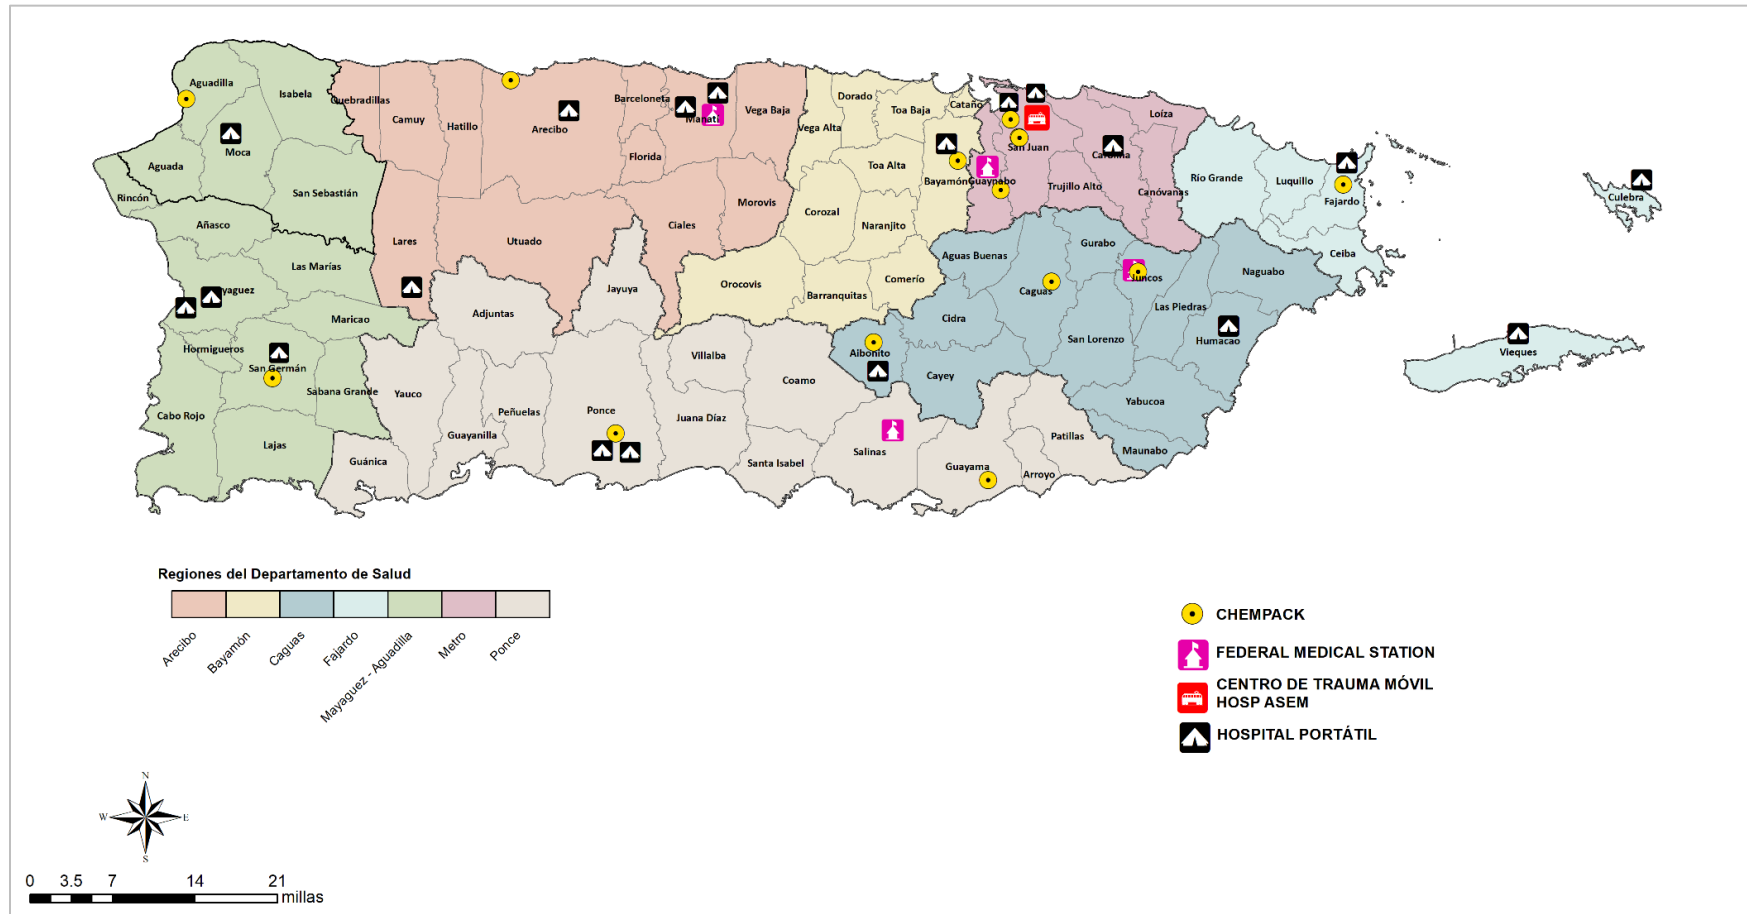 Aguadilla
Isabela
Quebradillas
Camuy
Hatillo
Arecibo
Barceloneta
Manatí
Vega Baja
Dorado
Toa Baja
Cataño
Vega Alta
Loíza
San Juan
Carolina
Moca
Aguada
Florida
Toa Alta
Bayamón
Guaynabo
Trujillo Alto
Canóvanas
Río Grande
Luquillo
Fajardo
Culebra
Rincón
San Sebastián
Añasco
Lares
Utuado
Ciales
Morovis
Corozal
Naranjito
Aguas Buenas
Gurabo
Ceiba
Las Marías
yaguez
Jayuya
Orocovis
Barranquitas
Comerío
Caguas
Juncos
Naguabo
Maricao
Adjuntas
Cidra
Las Piedras
Hormigueros
San Germán
Villalba
Aibonito
San Lorenzo
Humacao
Vieques
Sabana Grande
Yauco
Coamo
Cayey
Cabo Rojo
Peñuelas
Ponce
Juana Díaz
Yabucoa
Lajas
Guayanilla
Guánica
Santa Isabel
Salinas
Guayama
Arroyo
Patillas
Maunabo
Regiones del Departamento de Salud
Arecibo
Bayamón
Caguas
Fajardo
Mayaguez - Aguadilla
Metro
Ponce
CHEMPACK
FEDERAL MEDICAL STATION
CENTRO DE TRAUMA MÓVIL
HOSP ASEM
HOSPITAL PORTÁTIL
N
W E
S
0 3.5 7 14 21
millas